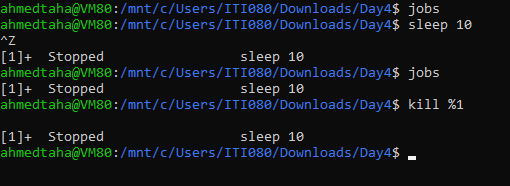 ahmedtaha@VM80:/mnt/c/Users/ITI080/Downloads/Day4$ jobs
ahmedtaha@VM80:/mnt/c/Users/ITI080/Downloads/Day4$ sleep 10
^Z
[1]+  Stopped                 sleep 10
ahmedtaha@VM80:/mnt/c/Users/ITI080/Downloads/Day4$ jobs
[1]+  Stopped                 sleep 10
ahmedtaha@VM80:/mnt/c/Users/ITI080/Downloads/Day4$ kill %1
[1]+  Stopped                 sleep 10
ahmedtaha@VM80:/mnt/c/Users/ITI080/Downloads/Day4$